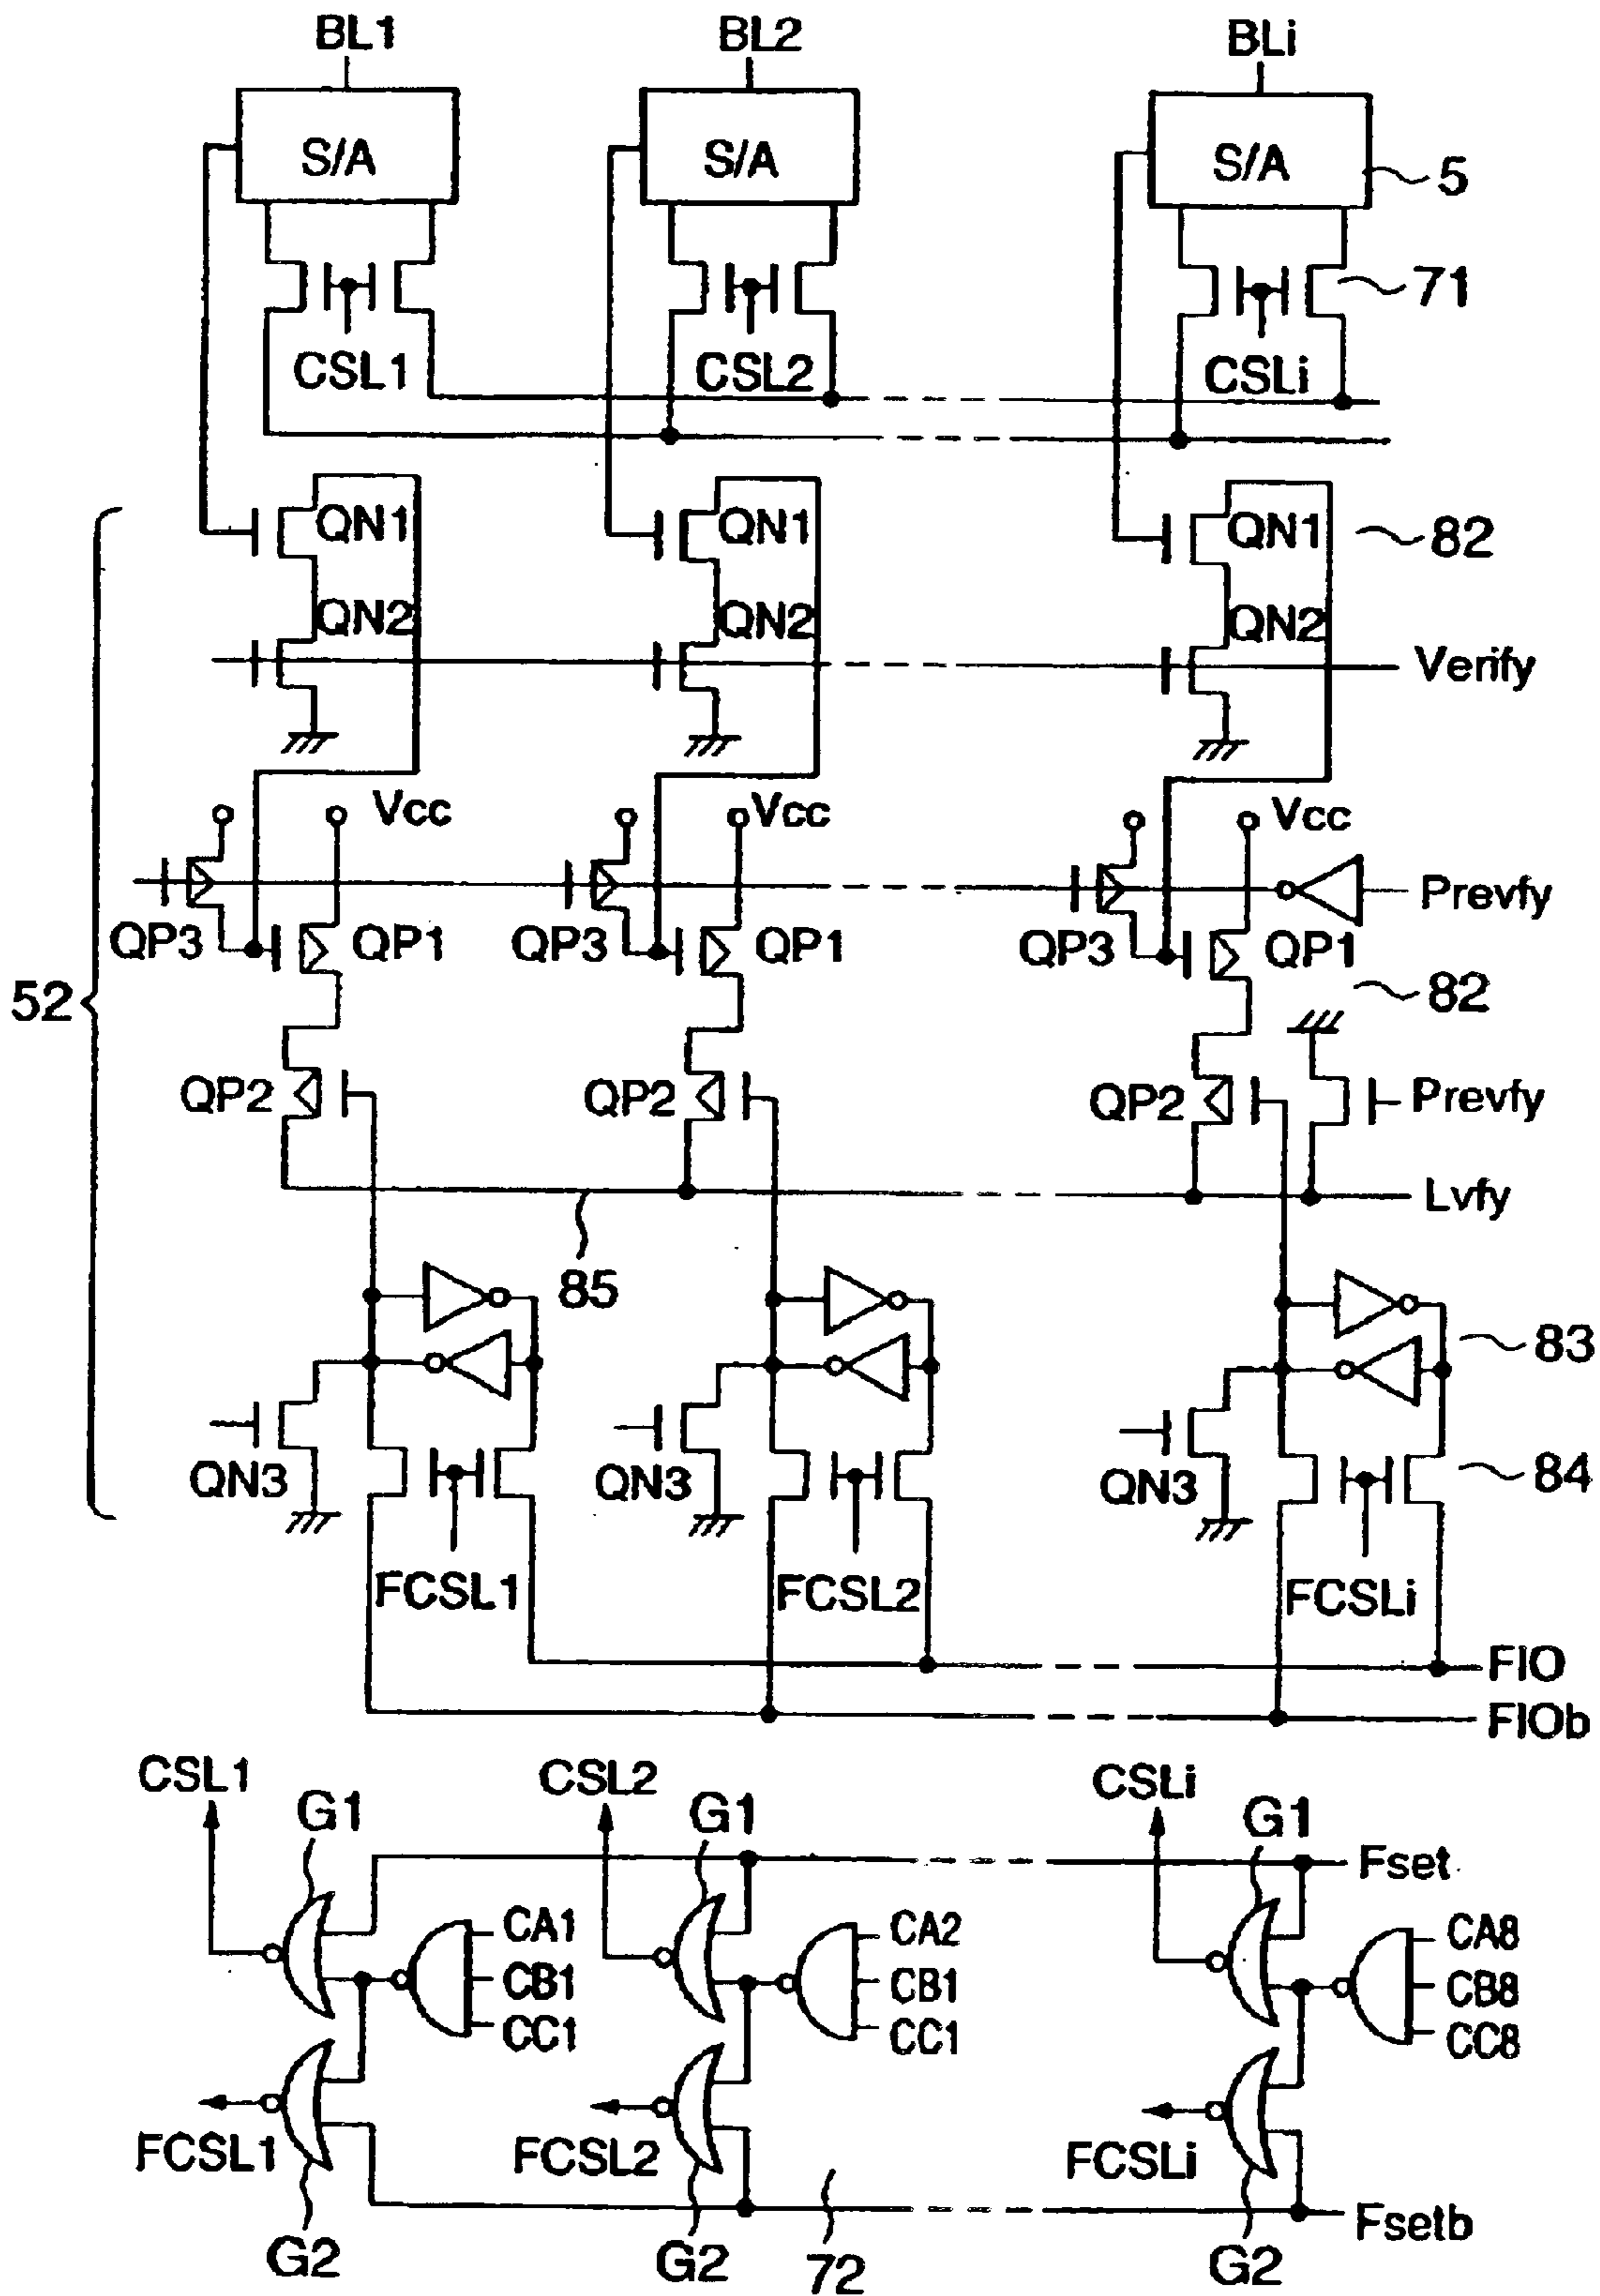 BL1 BL2 BLi
S/A S/A S/A 5
71
CSL1 CSL2 CSLi
QN1 QN1 QN1 82
QN2 QN2 QN2
Verify
Vcc Vcc Vcc
Prevfy
QP3 QP1 QP3 QP1 QP3 QP1
52 82
QP2 QP2 QP2 Prevfy
Lvfy
85
83
QN3 QN3 QN3 84
FCSL1 FCSL2 FCSLi
FIO
FIOb
CSL1 CSL2 CSLi
G1 G1 G1
Fset
CA1 CA2 CA8
CB1 CB1 CB8
CC1 CC1 CC8
FCSL1 FCSL2 FCSLi
Fsetb
G2 G2 72 G2